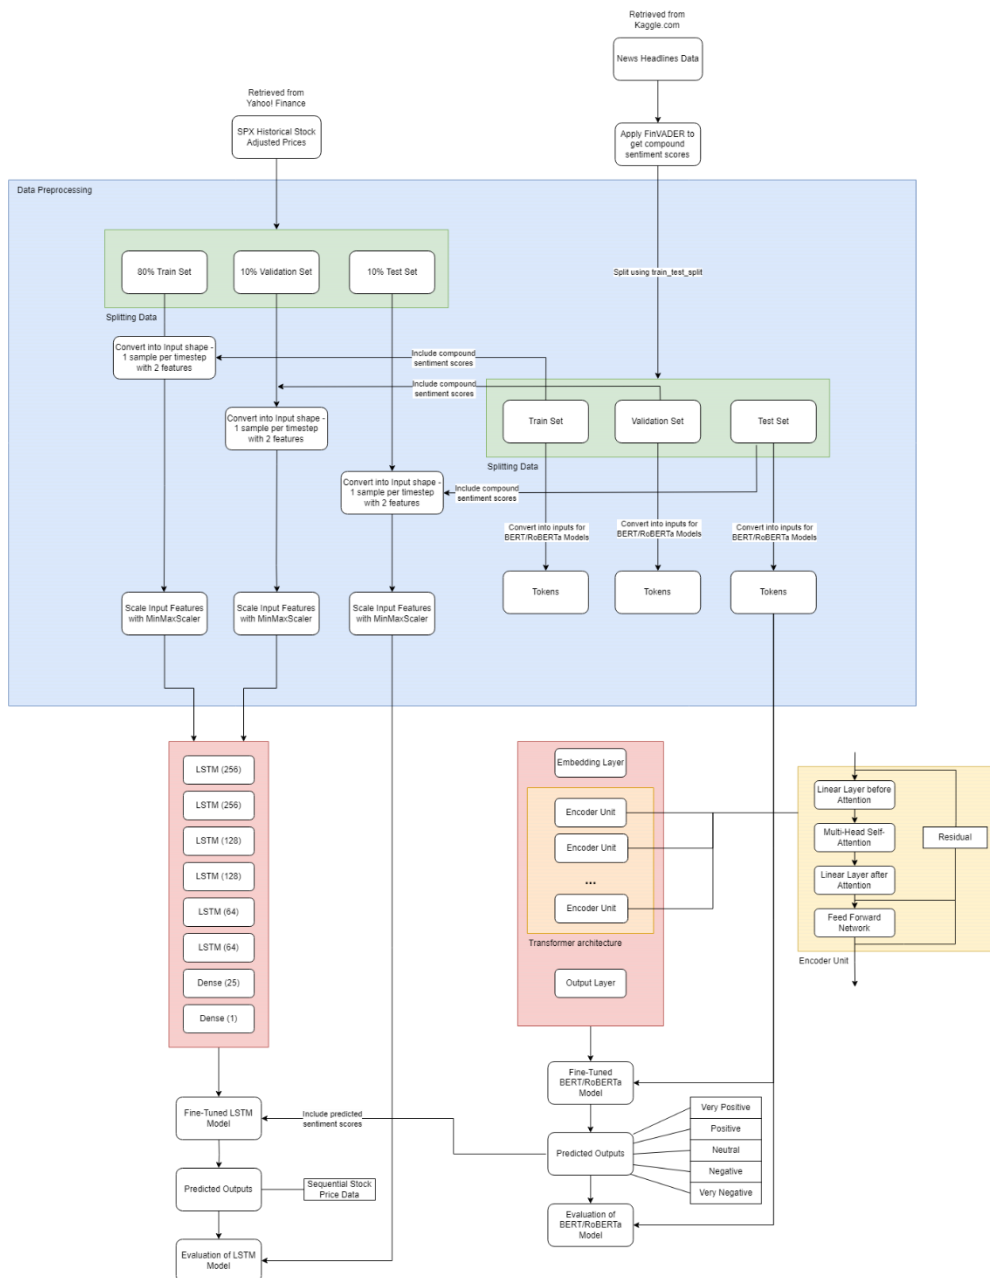 Retrieved from
Kaggle.com
News Headlines Data
Retrieved from
Yahoo! Finance
SPX Historical Stock
Adjusted Prices
Apply FinVADER to
get compound
sentiment scores
Data Preprocessing
80% Train Set
10% Validation Set
10% Test Set
Split using train_test_split
Splitting Data
Convert into Input shape -
1 sample per timestep
with 2 features
Include compound
sentiment scores
Include compound
sentiment scores
Convert into Input shape -
1 sample per timestep
with 2 features
Train Set
Validation Set
Test Set
Splitting Data
Convert into Input shape -
1 sample per timestep
with 2 features
Include compound
sentiment scores
Convert into inputs for
BERT/RoBERTa Models
Convert into inputs for
BERT/RoBERTa Models
Convert into inputs for
BERT/RoBERTa Models
Tokens
Tokens
Tokens
Scale Input Features
with MinMaxScaler
Scale Input Features
with MinMaxScaler
Scale Input Features
with MinMaxScaler
LSTM (256)
LSTM (256)
LSTM (128)
LSTM (128)
LSTM (64)
LSTM (64)
Dense (25)
Dense (1)
Embedding Layer
Encoder Unit
Encoder Unit
...
Encoder Unit
Transformer architecture
Output Layer
Linear Layer before
Attention
Multi-Head Self-
Attention
Residual
Linear Layer after
Attention
Feed Forward
Network
Encoder Unit
Fine-Tuned
BERT/RoBERTa
Model
Fine-Tuned LSTM
Model
Include predicted
sentiment scores
Predicted Outputs
Very Positive
Positive
Neutral
Negative
Very Negative
Predicted Outputs
Sequential Stock
Price Data
Evaluation of
BERT/RoBERTa
Model
Evaluation of LSTM
Model